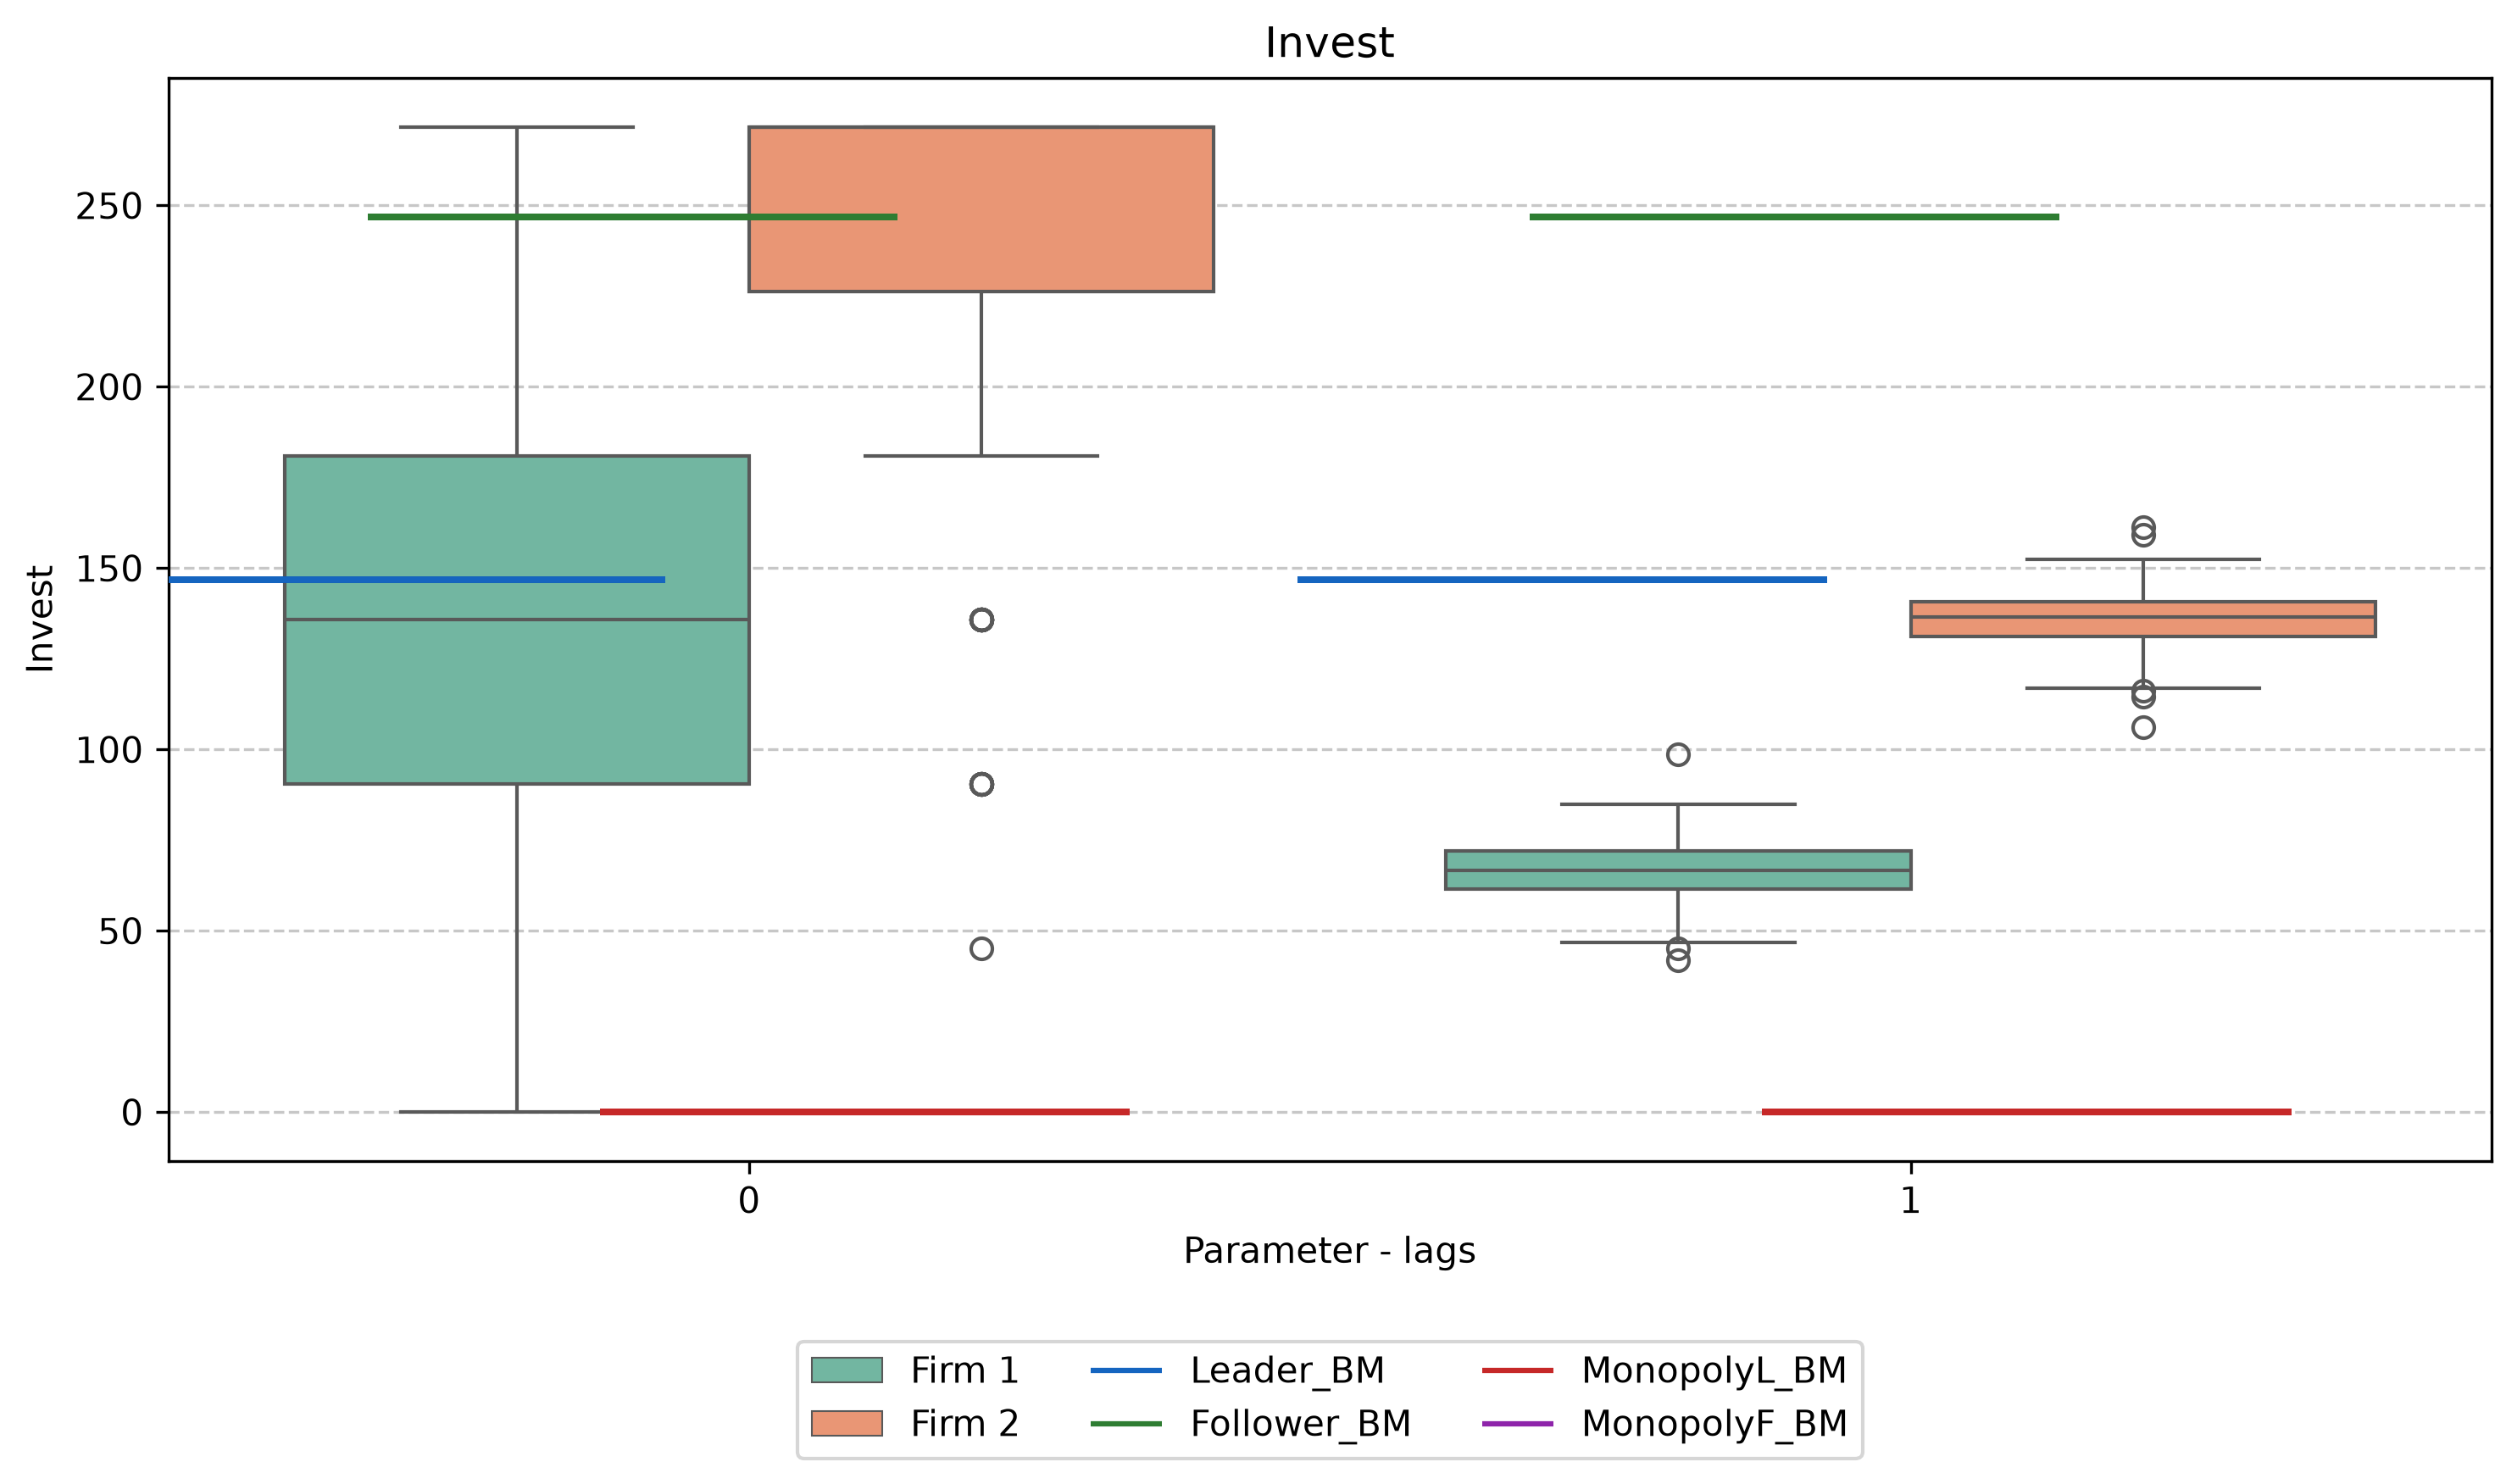 Invest
250
200
150
100
50
0
Invest
0 1
Parameter - lags
Firm 1 Leader_BM MonopolyL_BM
Firm 2 Follower_BM MonopolyF_BM